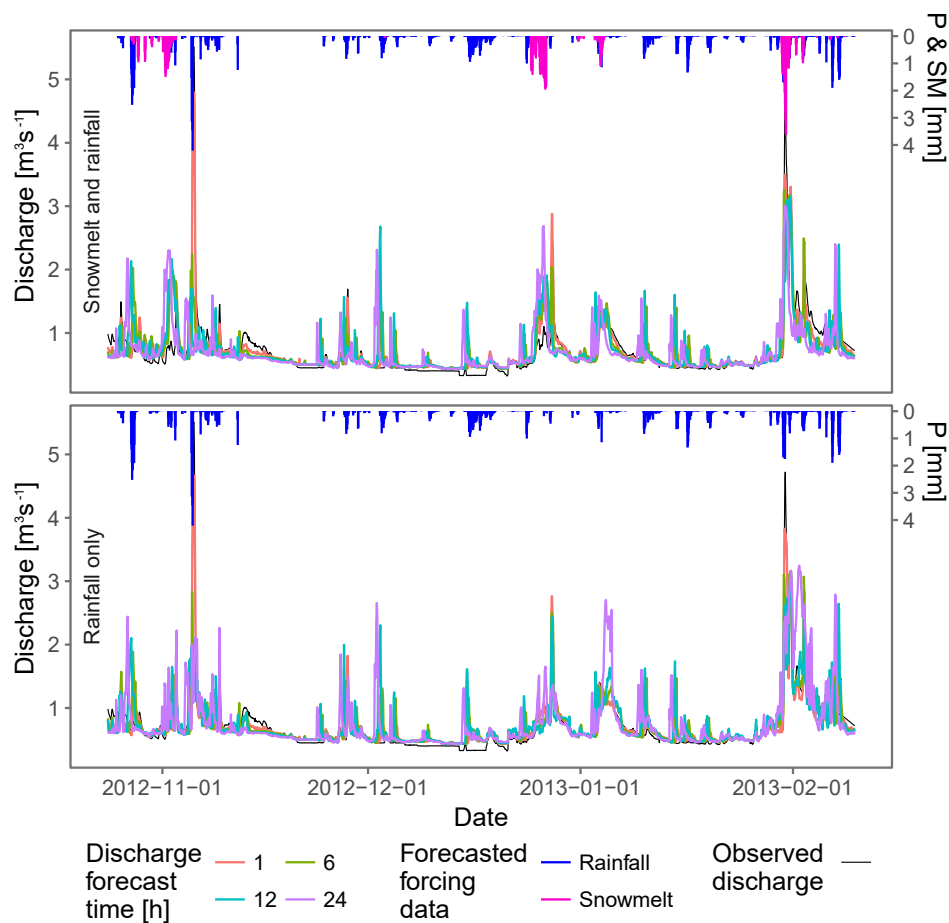 Discharge [m³s⁻¹]
Snowmelt and rainfall
5
4
3
2
1
0
1
2
3
4
P & SM [mm]
Discharge [m³s⁻¹]
Rainfall only
5
4
3
2
1
0
1
2
3
4
P [mm]
2012−11−01 2012−12−01 2013−01−01 2013−02−01
Date
Discharge
forecast
time [h]
1 6
12 24
Forecasted
forcing
data
Rainfall
Snowmelt
Observed
discharge